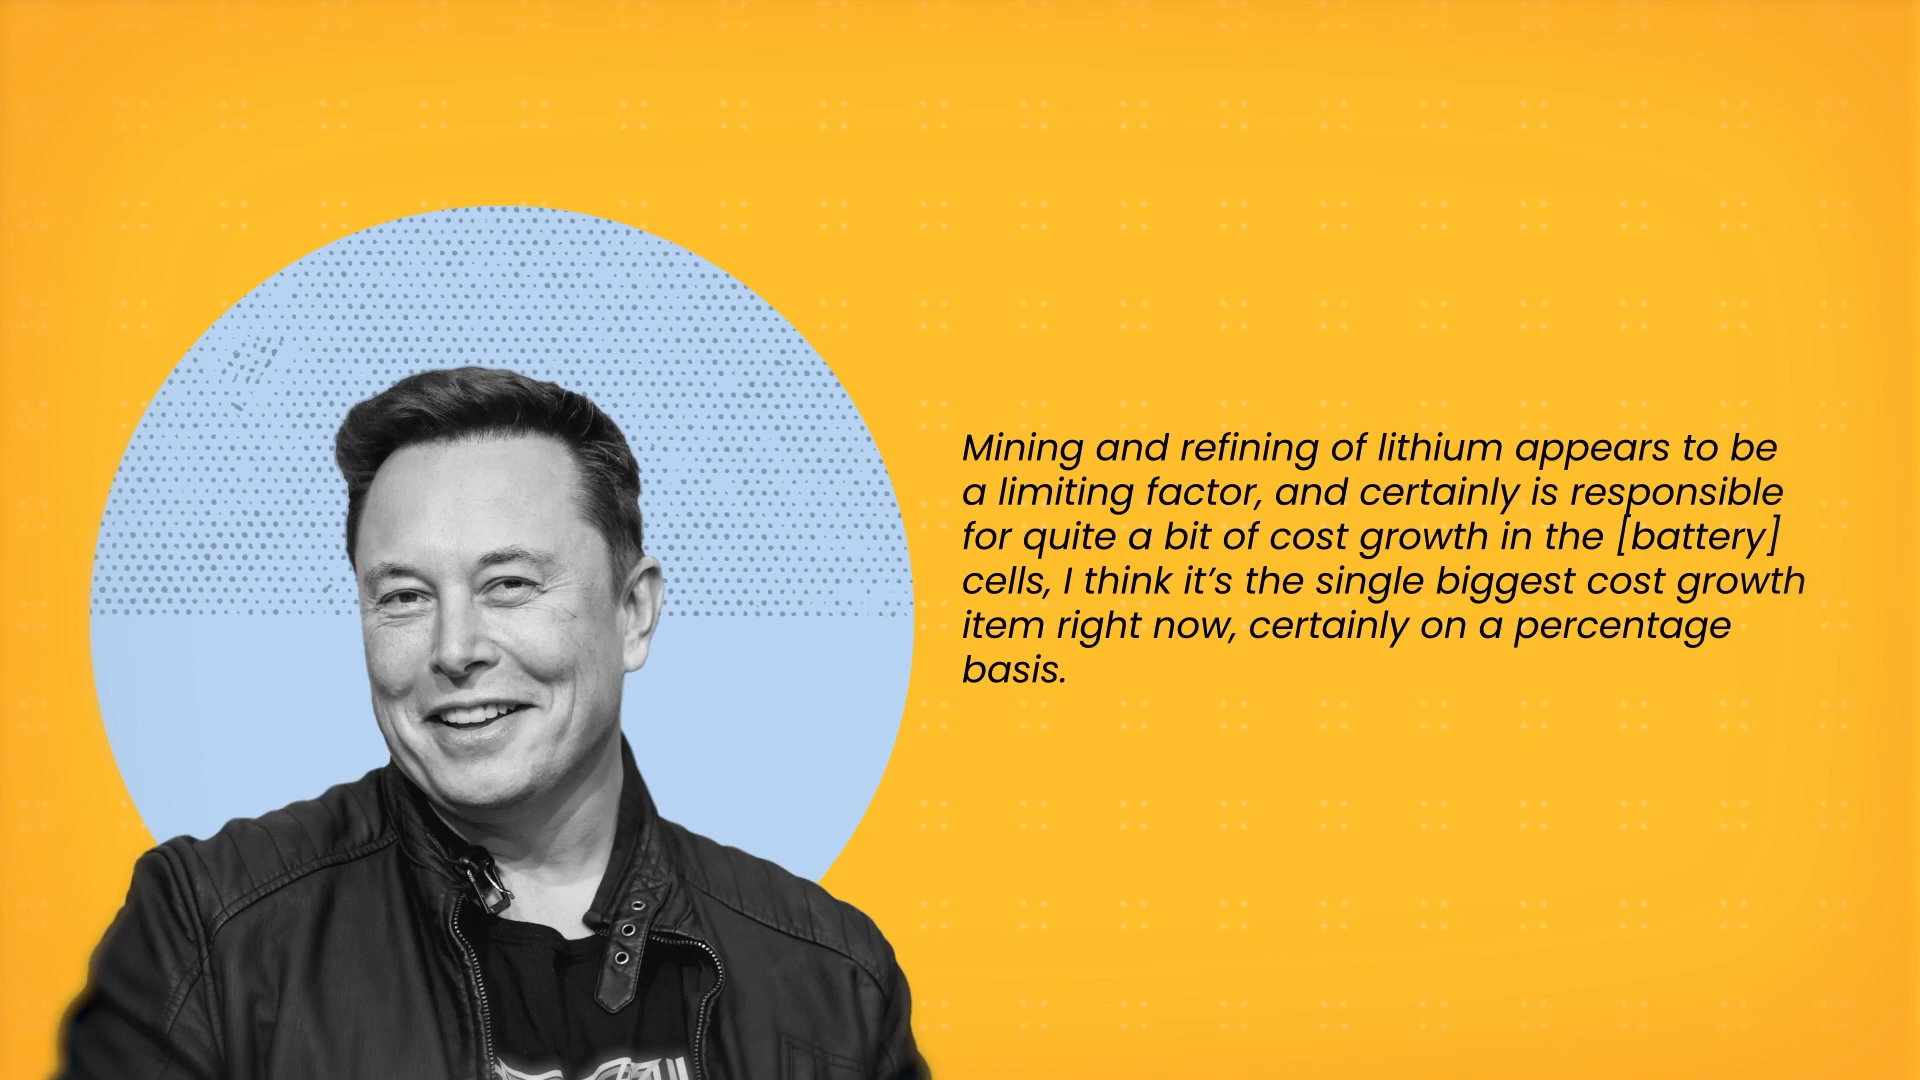 Mining and refining of lithium appears to be
a limiting factor, and certainly is responsible
for quite a bit of cost growth in the [battery]
cells, I think it’s the single biggest cost growth
item right now, certainly on a percentage
basis.